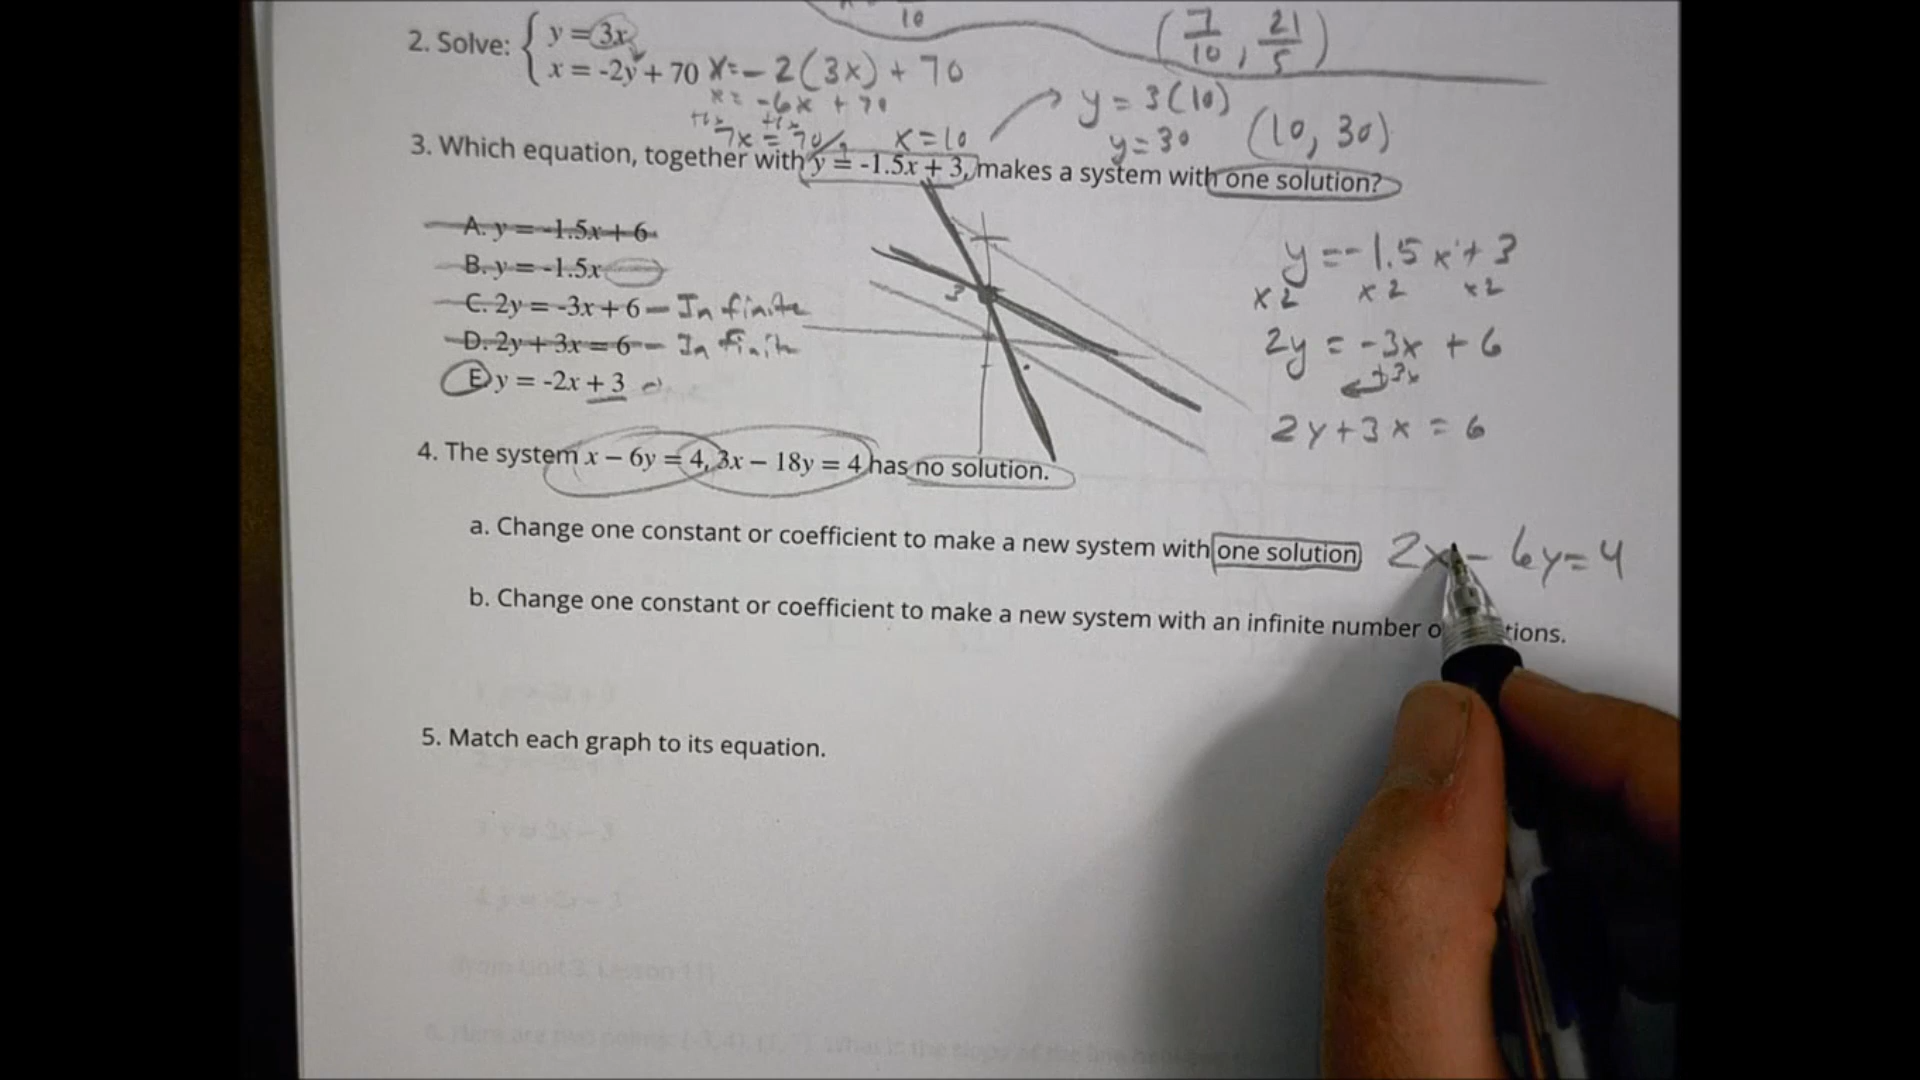 10
(7/10, 21/5)
2. Solve: { y = 3x
x = -2y + 70 x = -2(3x) + 70
x = -6x + 70
+6x +6x
7x = 70/7 x = 10
y = 3(10)
y = 30 (10, 30)
3. Which equation, together with y = -1.5x + 3, makes a system with one solution?
A. y = -1.5x + 6
B. y = -1.5x
C. 2y = -3x + 6 — Infinite
D. 2y + 3x = 6 — Infinite
E. y = -2x + 3
3
y = -1.5x + 3
x2 x2 x2
2y = -3x + 6
+3x
2y + 3x = 6
4. The system x – 6y = 4, 3x – 18y = 4 has no solution.
a. Change one constant or coefficient to make a new system with one solution 2x - 6y = 4
b. Change one constant or coefficient to make a new system with an infinite number o tions.
5. Match each graph to its equation.